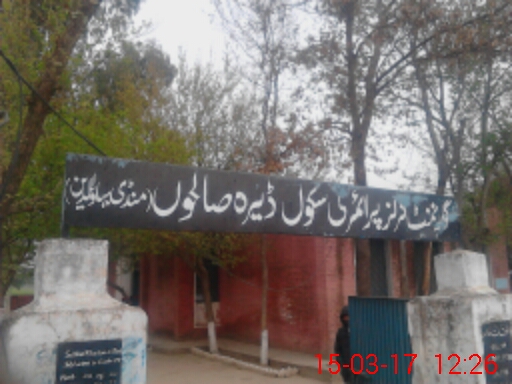 گورنمنٹ گرلز پرائمری سکول ڈیرہ صالحوں (منڈی بہاؤالدین)
15-03-17 12:26